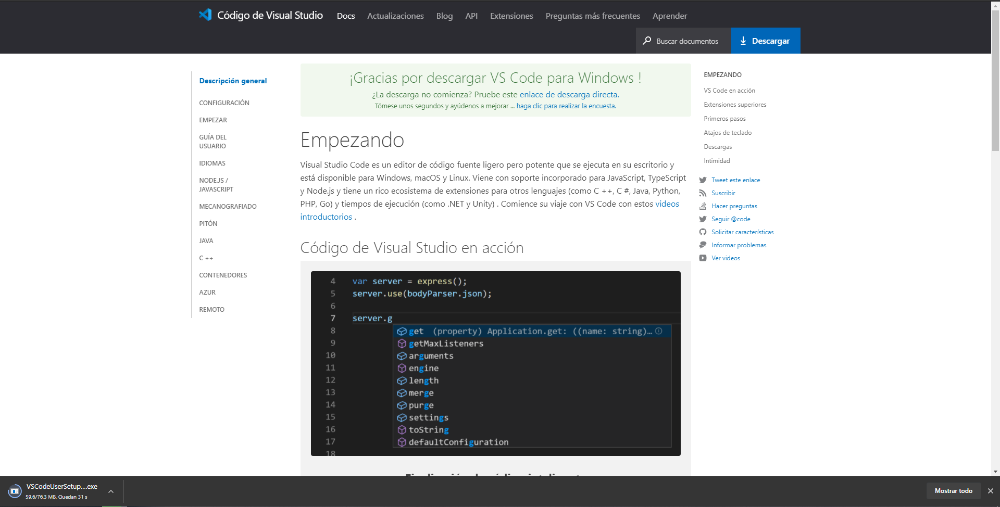 Código de Visual Studio
Docs
Actualizaciones
Blog
API
Extensiones
Preguntas más frecuentes
Aprender
Buscar documentos
Descargar
Descripción general
CONFIGURACIÓN
EMPEZAR
GUÍA DEL
USUARIO
IDIOMAS
NODE.JS /
JAVASCRIPT
MECANOGRAFIADO
PITÓN
JAVA
C ++
CONTENEDORES
AZUR
REMOTO
¡Gracias por descargar VS Code para Windows !
¿La descarga no comienza? Pruebe este enlace de descarga directa.
Tómese unos segundos y ayúdenos a mejorar ... haga clic para realizar la encuesta.
Empezando
Visual Studio Code es un editor de código fuente ligero pero potente que se ejecuta en su escritorio y
está disponible para Windows, macOS y Linux. Viene con soporte incorporado para JavaScript, TypeScript
y Node.js y tiene un rico ecosistema de extensiones para otros lenguajes (como C ++, C #, Java, Python,
PHP, Go) y tiempos de ejecución (como .NET y Unity) . Comience su viaje con VS Code con estos videos
introductorios .
Código de Visual Studio en acción
4 var server = express();
5 server.use(bodyParser.json);
6
7 server.g
8 get (property) Application.get: ((name: string)…
9 getMaxListeners
10 arguments
11 engine
12 length
13 merge
14 purge
15 settings
16 toString
17 defaultConfiguration
18
EMPEZANDO
VS Code en acción
Extensiones superiores
Primeros pasos
Atajos de teclado
Descargas
Intimidad
Tweet este enlace
Suscribir
Hacer preguntas
Seguir @code
Solicitar características
Informar problemas
Ver videos
VSCodeUserSetup....exe
59,6/76,3 MB, Quedan 31 s
Mostrar todo